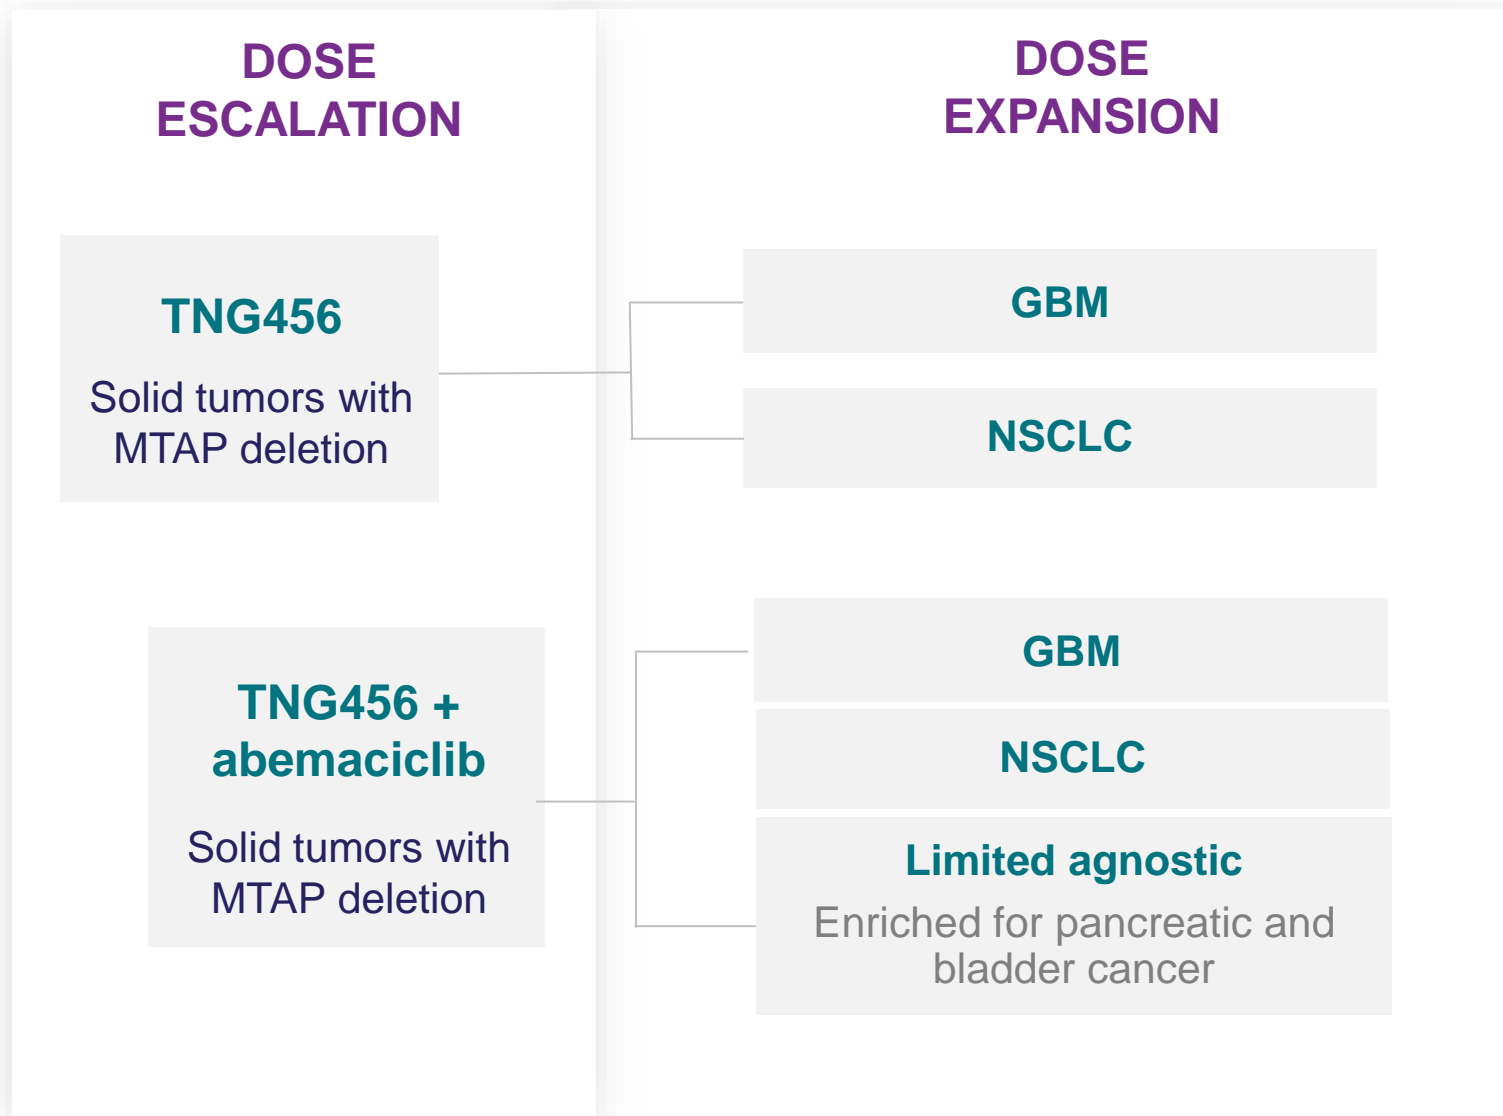 DOSE
ESCALATION
DOSE
EXPANSION
TNG456
Solid tumors with
MTAP deletion
GBM
NSCLC
TNG456 +
abemaciclib
Solid tumors with
MTAP deletion
GBM
NSCLC
Limited agnostic
Enriched for pancreatic and
bladder cancer